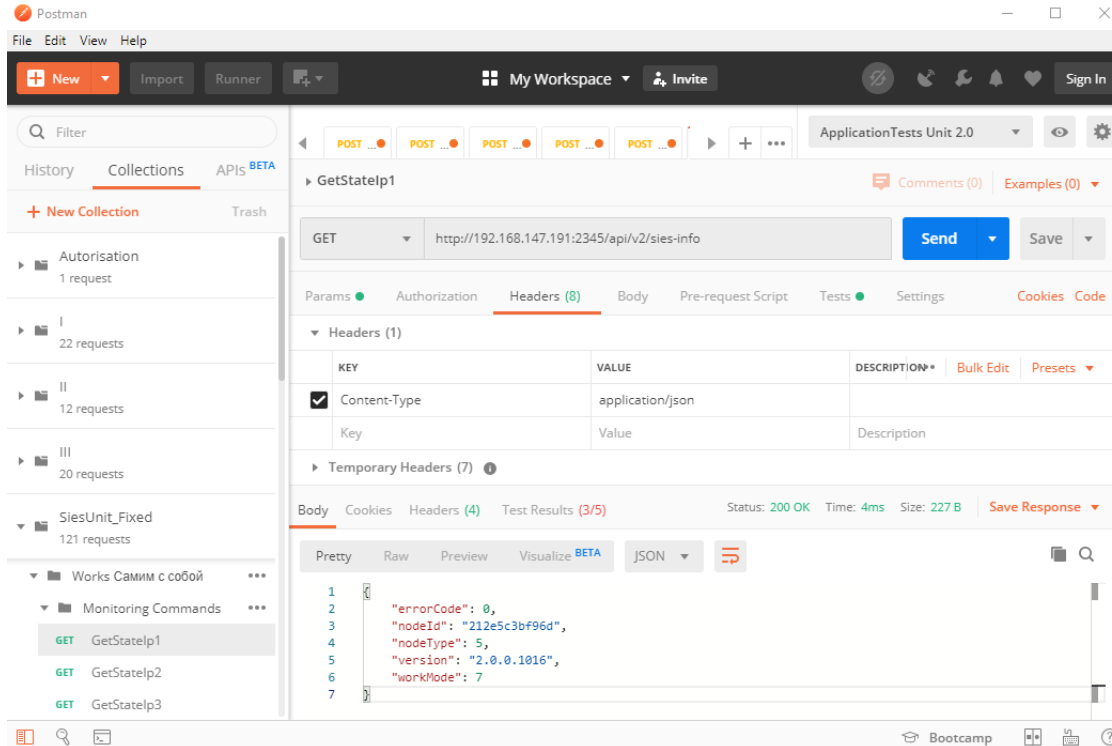 Postman
File Edit View Help
New Import Runner My Workspace Invite Sign In
Filter
History Collections APIs BETA
+ New Collection Trash
Autorisation
1 request
I
22 requests
II
12 requests
III
20 requests
SiesUnit_Fixed
121 requests
Works Самим с собой
Monitoring Commands
GET GetStateIp1
GET GetStateIp2
GET GetStateIp3
POST ... POST ... POST ... POST ... POST ... + ••• ApplicationTests Unit 2.0
GetStateIp1 Comments (0) Examples (0)
GET http://192.168.147.191:2345/api/v2/sies-info Send Save
Params Authorization Headers (8) Body Pre-request Script Tests Settings Cookies Code
Headers (1)
KEY VALUE DESCRIPTION Bulk Edit Presets
Content-Type application/json
Key Value Description
Temporary Headers (7)
Body Cookies Headers (4) Test Results (3/5) Status: 200 OK Time: 4ms Size: 227 B Save Response
Pretty Raw Preview Visualize BETA JSON
1 {
2 "errorCode": 0,
3 "nodeId": "212e5c3bf96d",
4 "nodeType": 5,
5 "version": "2.0.0.1016",
6 "workMode": 7
7 }
Bootcamp